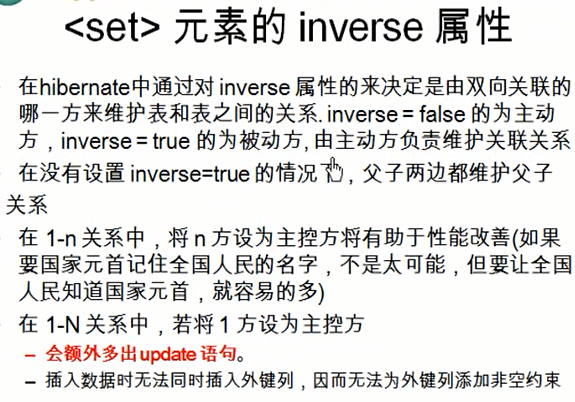 <set> 元素的 inverse 属性
在hibernate中通过对 inverse 属性的来决定是由双向关联的
哪一方来维护表和表之间的关系. inverse = false 的为主动
方，inverse = true 的为被动方, 由主动方负责维护关联关系
在没有设置 inverse=true 的情况下，父子两边都维护父子
关系
在 1-n 关系中，将 n 方设为主控方将有助于性能改善(如果
要国家元首记住全国人民的名字，不是太可能，但要让全国
人民知道国家元首，就容易的多)
在 1-N 关系中，若将 1 方设为主控方
– 会额外多出update 语句。
– 插入数据时无法同时插入外键列，因而无法为外键列添加非空约束